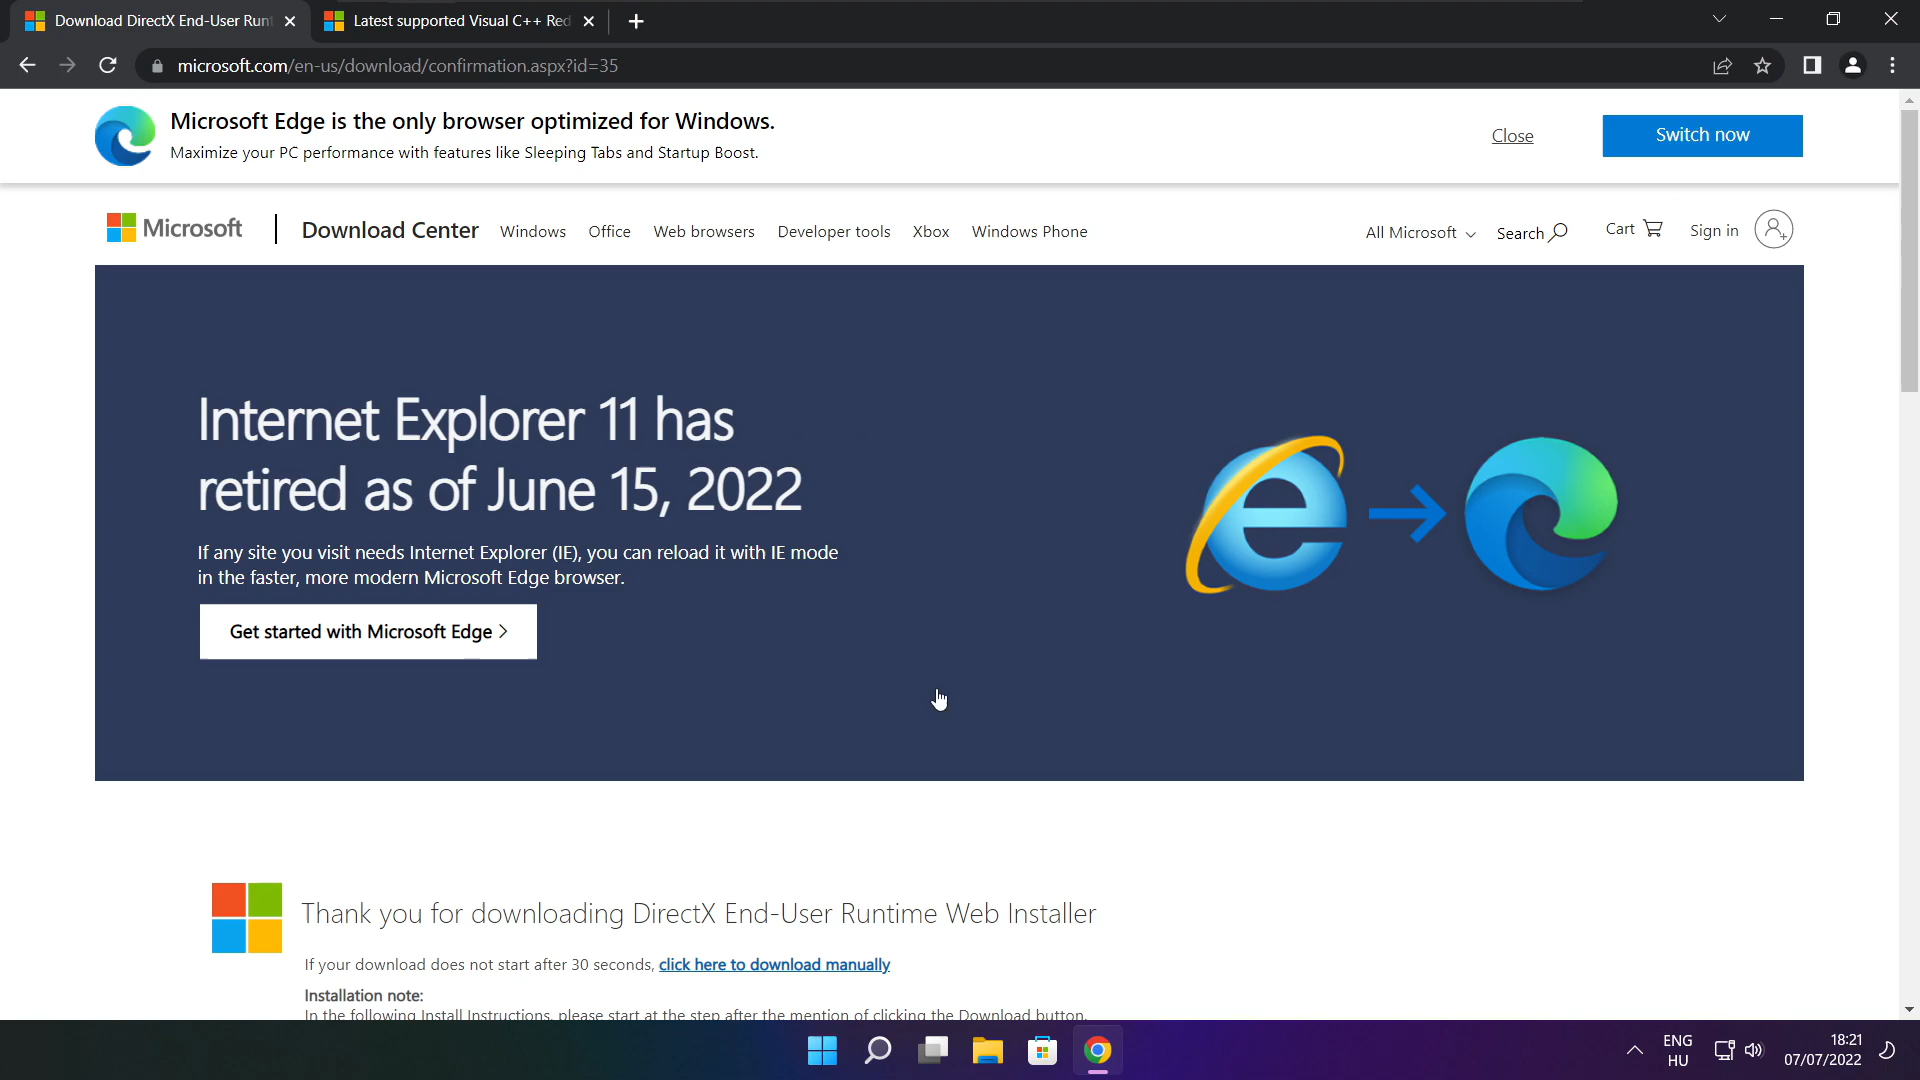 Download DirectX End-User Runt
Latest supported Visual C++ Red
microsoft.com/en-us/download/confirmation.aspx?id=35
Microsoft Edge is the only browser optimized for Windows.
Maximize your PC performance with features like Sleeping Tabs and Startup Boost.
Close
Switch now
Microsoft
Download Center
Windows
Office
Web browsers
Developer tools
Xbox
Windows Phone
All Microsoft
Search
Cart
Sign in
Internet Explorer 11 has
retired as of June 15, 2022
If any site you visit needs Internet Explorer (IE), you can reload it with IE mode
in the faster, more modern Microsoft Edge browser.
Get started with Microsoft Edge >
Thank you for downloading DirectX End-User Runtime Web Installer
If your download does not start after 30 seconds, click here to download manually
Installation note:
In the following Install Instructions, please start at the step after the mention of clicking the Download button.
ENG
HU
18:21
07/07/2022